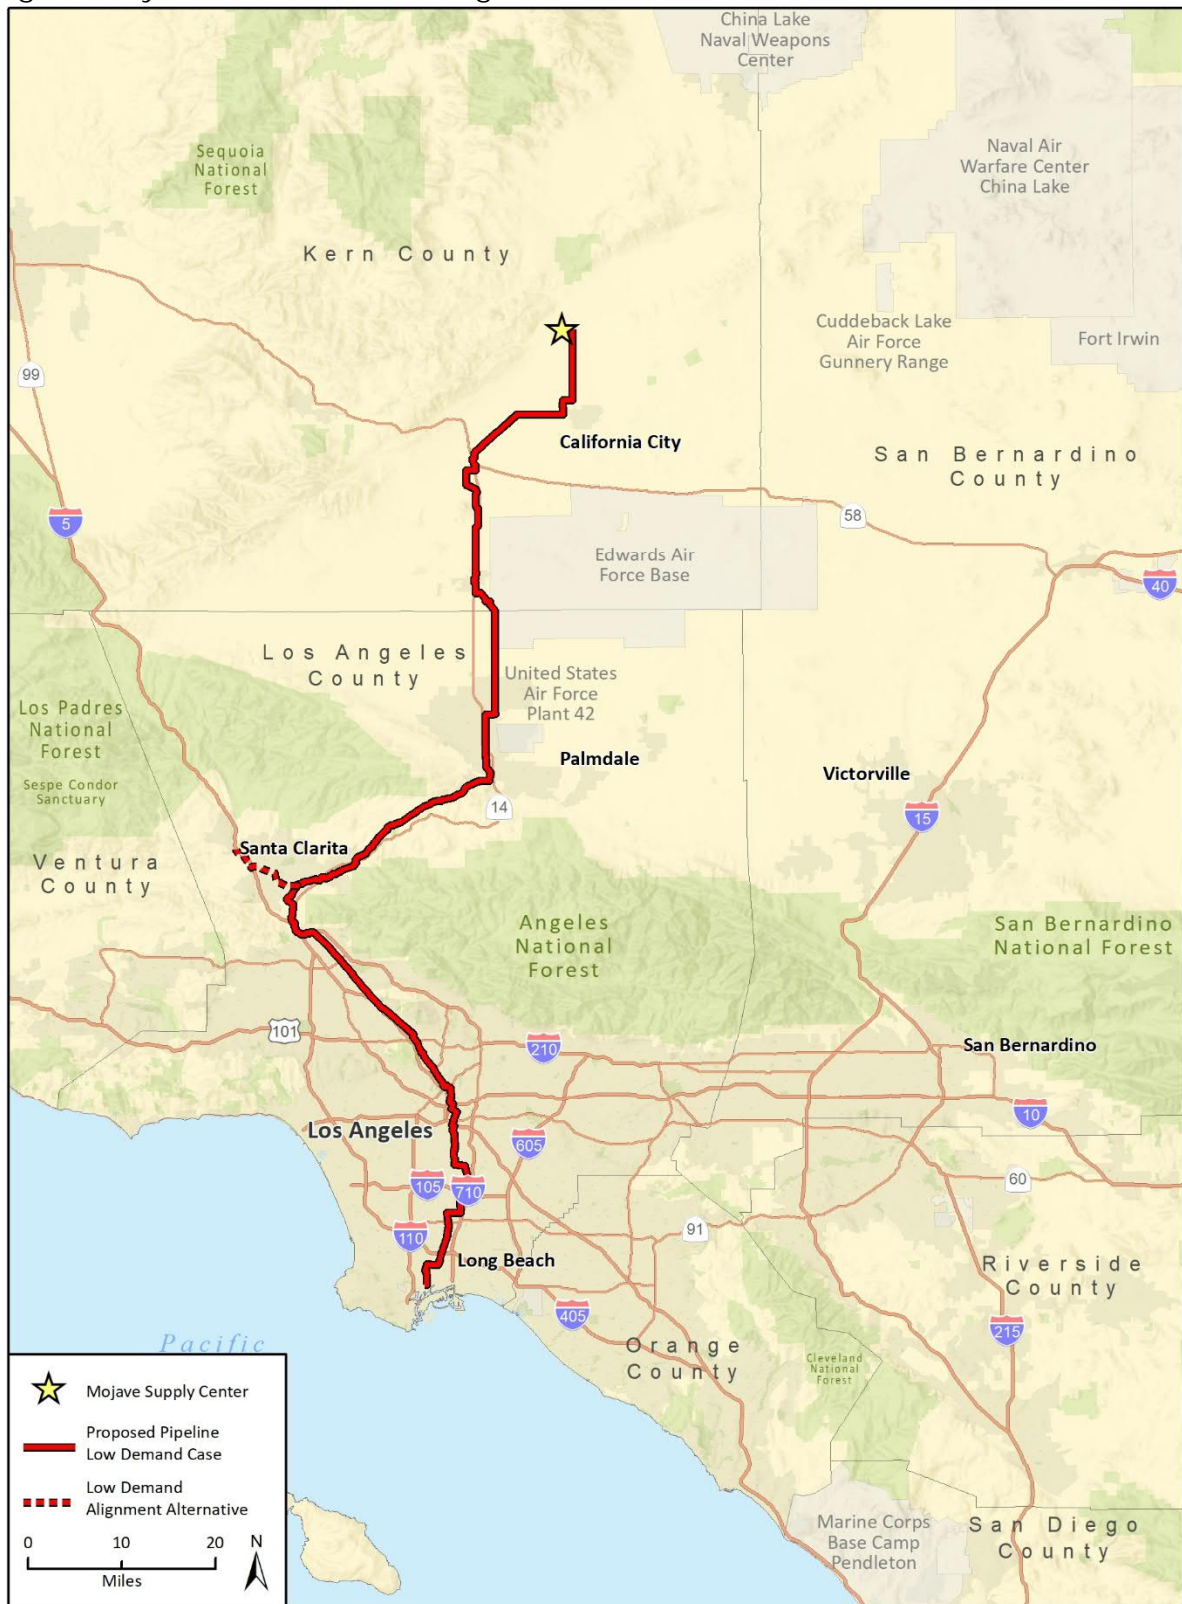 China Lake
Naval Weapons
Center
Sequoia
National
Forest
Naval Air
Warfare Center
China Lake
Kern County
Cuddeback Lake
Air Force
Gunnery Range
Fort Irwin
99
California City
San Bernardino
County
5
58
Edwards Air
Force Base
40
Los Angeles
County
United States
Air Force
Plant 42
Los Padres
National
Forest
Sespe Condor
Sanctuary
Palmdale
Victorville
14
15
Santa Clarita
Ventura
County
Angeles
National
Forest
San Bernardino
National Forest
101
210
San Bernardino
10
Los Angeles
605
105
710
60
110
91
Long Beach
Riverside
County
405
215
Orange
County
Cleveland
National
Forest
Pacific
Mojave Supply Center
Proposed Pipeline
Low Demand Case
Low Demand
Alignment Alternative
0 10 20
Miles
N
Marine Corps
Base Camp
Pendleton
San Diego
County